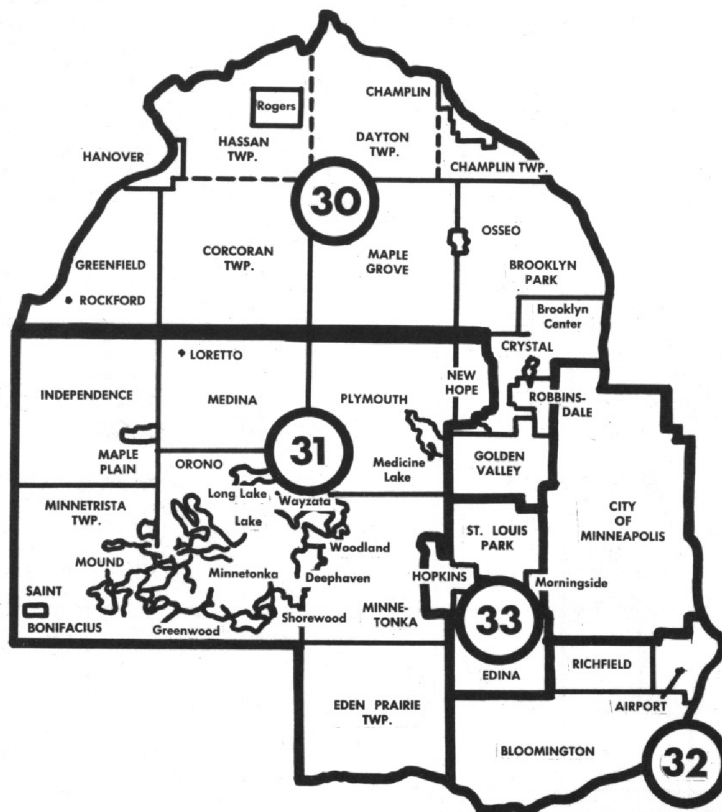 CHAMPLIN
Rogers
HASSAN
TWP.
DAYTON
TWP.
HANOVER
CHAMPLIN TWP.
30
OSSEO
CORCORAN
TWP.
MAPLE
GROVE
GREENFIELD
BROOKLYN
PARK
ROCKFORD
Brooklyn
Center
CRYSTAL
LORETTO
NEW
HOPE
INDEPENDENCE
MEDINA
PLYMOUTH
ROBBINS-
DALE
31
MAPLE
PLAIN
ORONO
Medicine
Lake
GOLDEN
VALLEY
Long Lake
Wayzata
MINNETRISTA
TWP.
CITY
OF
MINNEAPOLIS
Lake
ST. LOUIS
PARK
Woodland
MOUND
Minnetonka
Deephaven
HOPKINS
Morningside
SAINT
BONIFACIUS
Greenwood
Shorewood
MINNE-
TONKA
33
EDINA
RICHFIELD
AIRPORT
EDEN PRAIRIE
TWP.
BLOOMINGTON
32